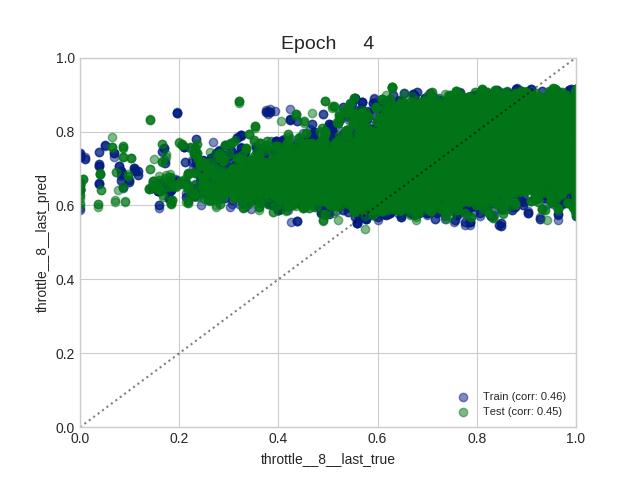 Epoch     4
1.0
0.8
0.6
0.4
0.2
0.0
throttle__8__last_pred
0.0 0.2 0.4 0.6 0.8 1.0
throttle__8__last_true
Train (corr: 0.46)
Test (corr: 0.45)